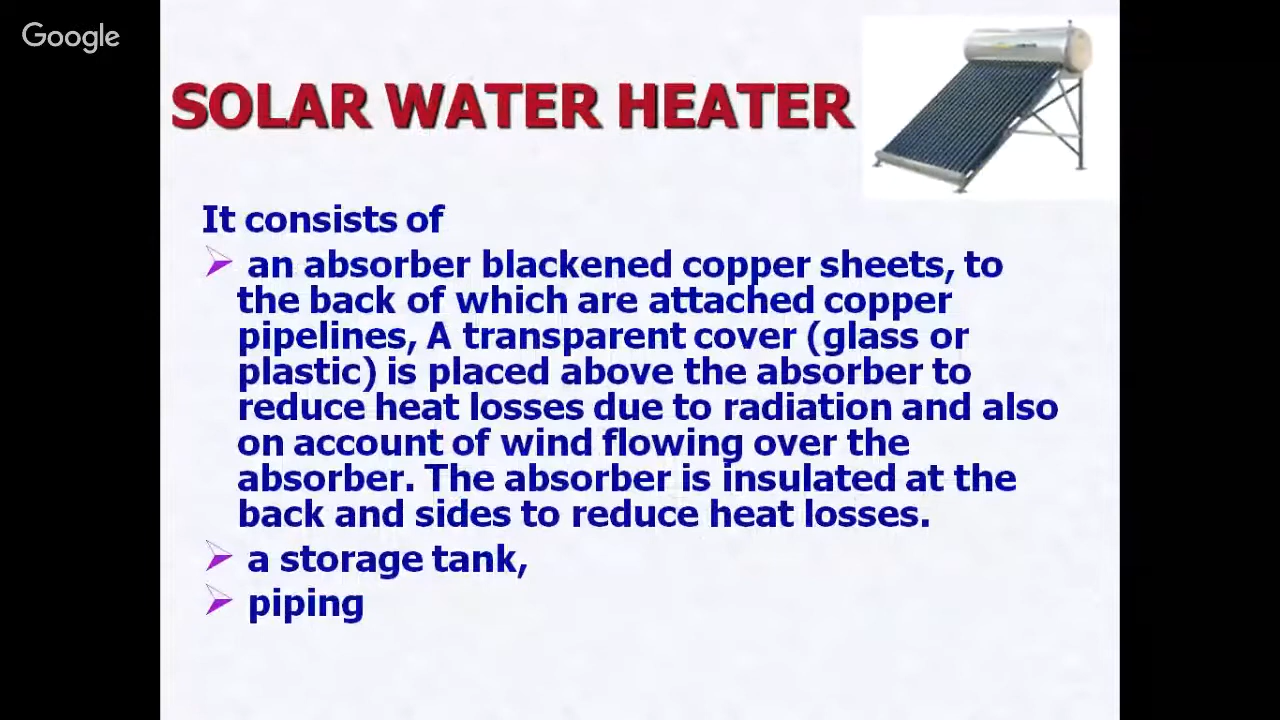 Google
SOLAR WATER HEATER
It consists of
an absorber blackened copper sheets, to
the back of which are attached copper
pipelines, A transparent cover (glass or
plastic) is placed above the absorber to
reduce heat losses due to radiation and also
on account of wind flowing over the
absorber. The absorber is insulated at the
back and sides to reduce heat losses.
a storage tank,
piping